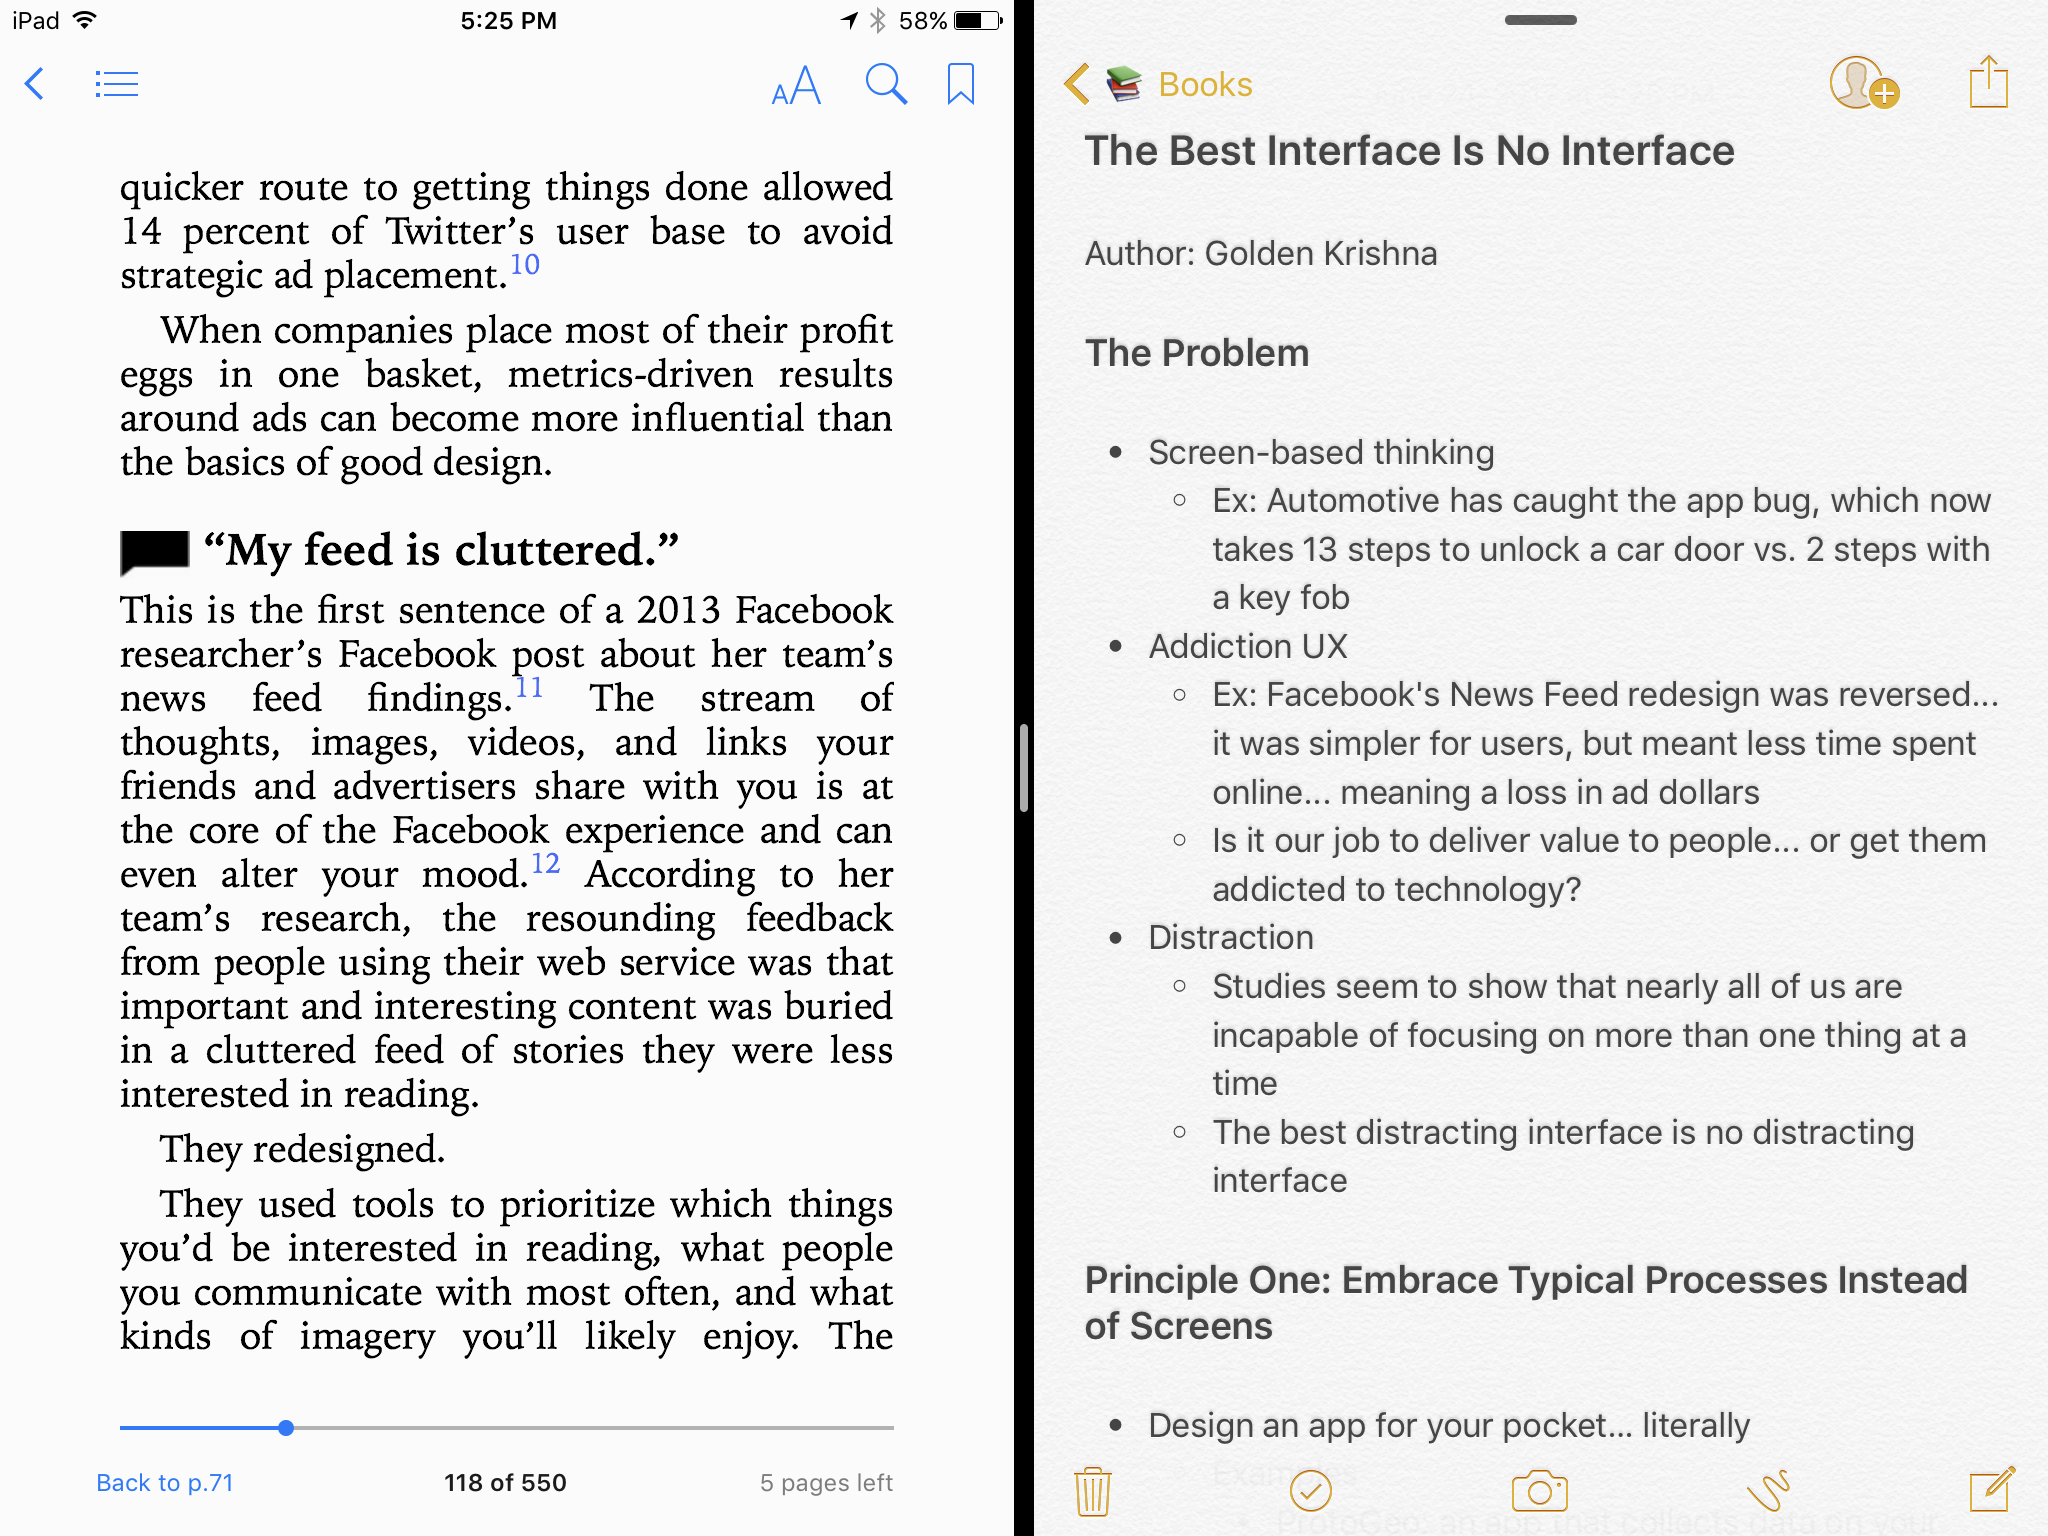 iPad
5:25 PM
58%
AA
quicker route to getting things done allowed
14 percent of Twitter’s user base to avoid
strategic ad placement.10
When companies place most of their profit
eggs in one basket, metrics-driven results
around ads can become more influential than
the basics of good design.
“My feed is cluttered.”
This is the first sentence of a 2013 Facebook
researcher’s Facebook post about her team’s
news feed findings.11 The stream of
thoughts, images, videos, and links your
friends and advertisers share with you is at
the core of the Facebook experience and can
even alter your mood.12 According to her
team’s research, the resounding feedback
from people using their web service was that
important and interesting content was buried
in a cluttered feed of stories they were less
interested in reading.
They redesigned.
They used tools to prioritize which things
you’d be interested in reading, what people
you communicate with most often, and what
kinds of imagery you’ll likely enjoy. The
Back to p.71
118 of 550
5 pages left
Books
The Best Interface Is No Interface
Author: Golden Krishna
The Problem
• Screen-based thinking
◦ Ex: Automotive has caught the app bug, which now
takes 13 steps to unlock a car door vs. 2 steps with
a key fob
• Addiction UX
◦ Ex: Facebook's News Feed redesign was reversed...
it was simpler for users, but meant less time spent
online... meaning a loss in ad dollars
◦ Is it our job to deliver value to people... or get them
addicted to technology?
• Distraction
◦ Studies seem to show that nearly all of us are
incapable of focusing on more than one thing at a
time
◦ The best distracting interface is no distracting
interface
Principle One: Embrace Typical Processes Instead
of Screens
• Design an app for your pocket... literally
Examples
ProtoGeo: an app that collects data on your